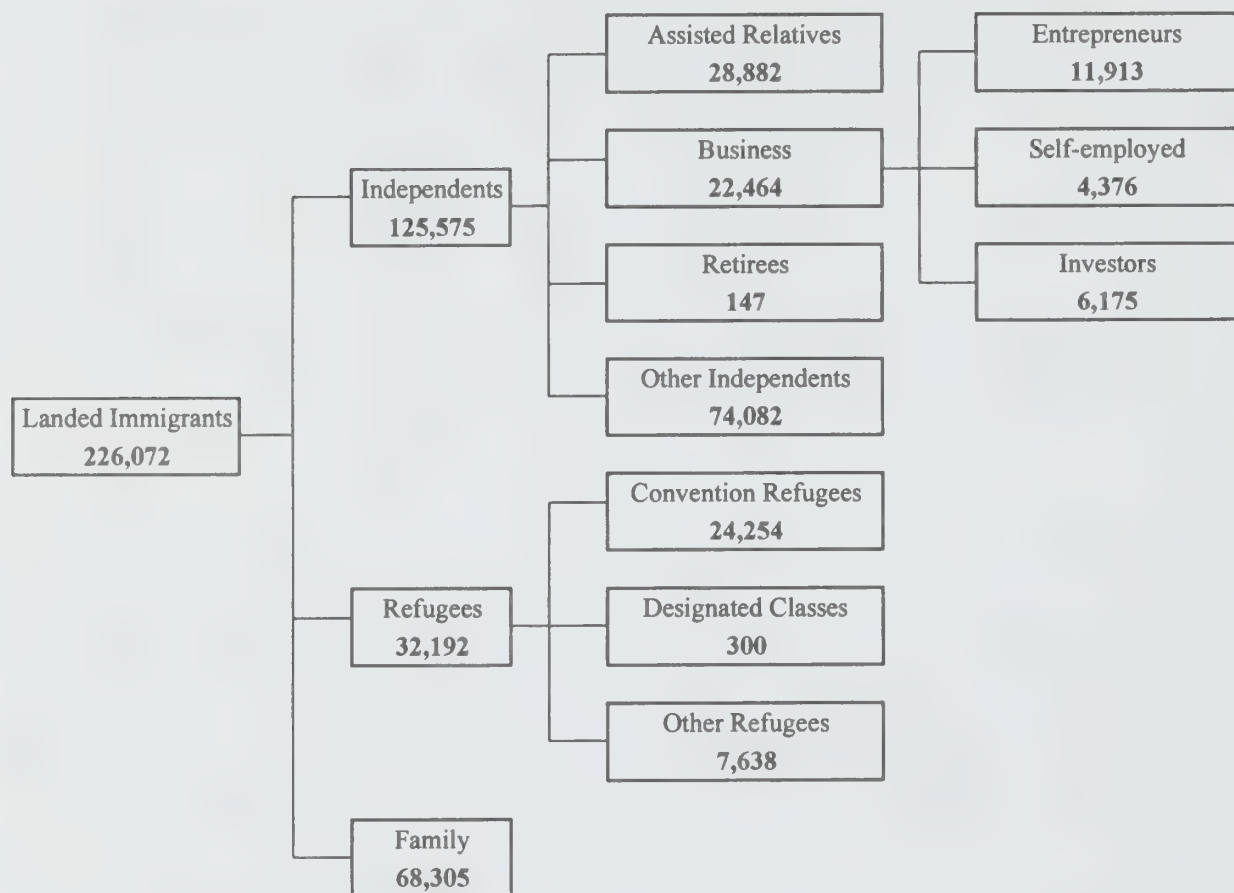 Assisted Relatives
28,882
Entrepreneurs
11,913
Business
22,464
Self-employed
4,376
Independents
125,575
Retirees
147
Investors
6,175
Other Independents
74,082
Landed Immigrants
226,072
Convention Refugees
24,254
Refugees
32,192
Designated Classes
300
Other Refugees
7,638
Family
68,305